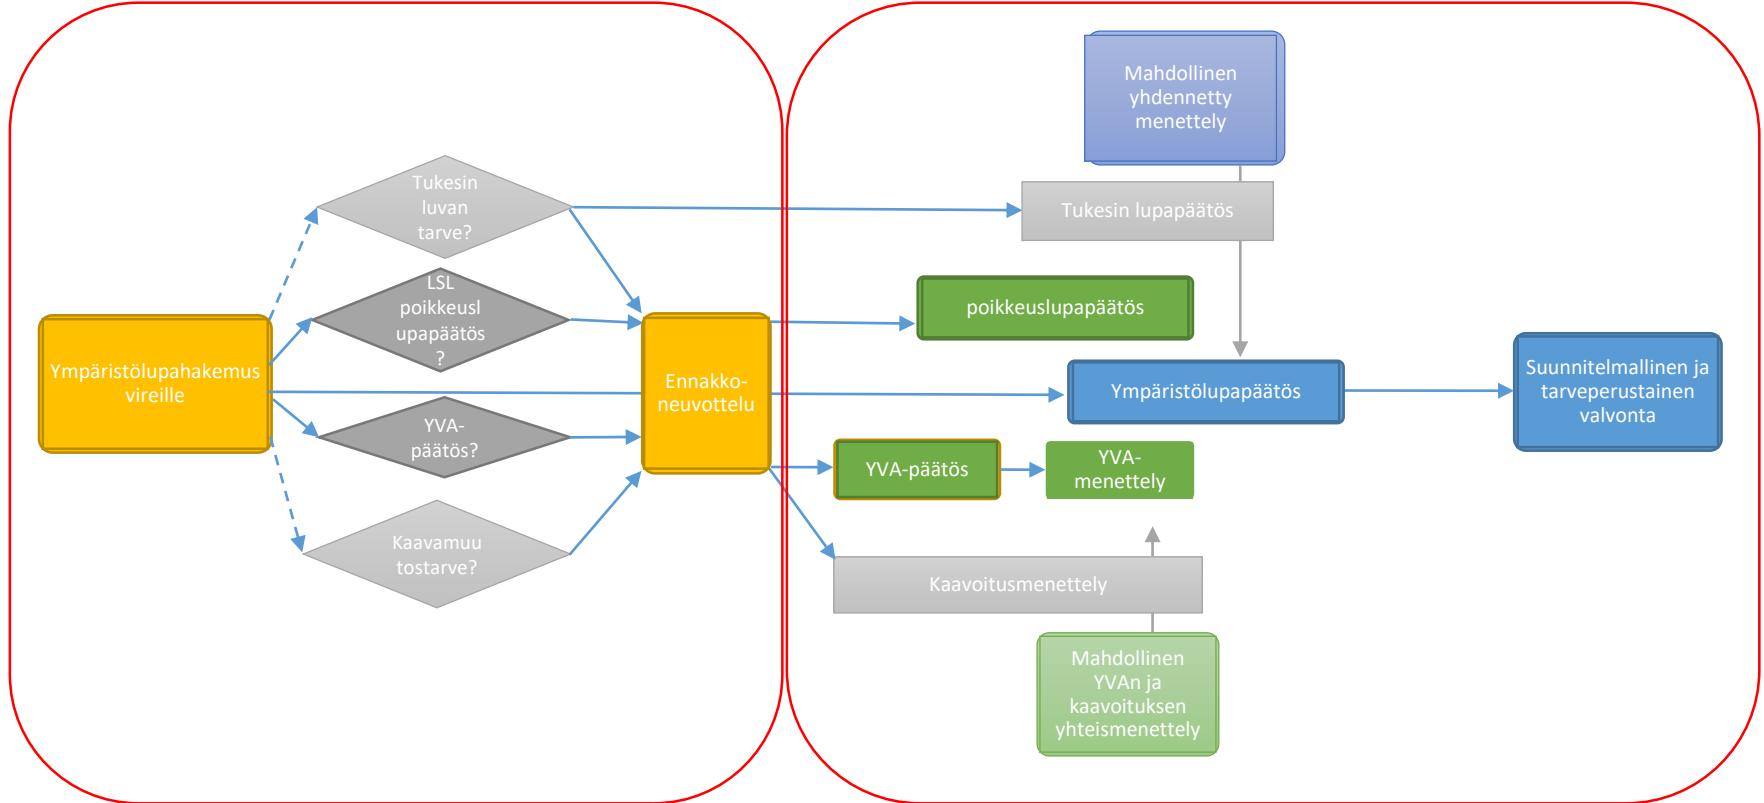 Mahdollinen
yhdennetty
menettely
Tukesin
luvan
tarve?
Tukesin lupapäätös
LSL
poikkeusl
upapäätös
?
poikkeuslupapäätös
Ympäristölupahakemus
vireille
Ennakko-
neuvottelu
Ympäristölupapäätös
Suunnitelmallinen ja
tarveperustainen
valvonta
YVA-
päätös?
YVA-päätös
YVA-
menettely
Kaavamuu
tostarve?
Kaavoitusmenettely
Mahdollinen
YVAn ja
kaavoituksen
yhteismenettely